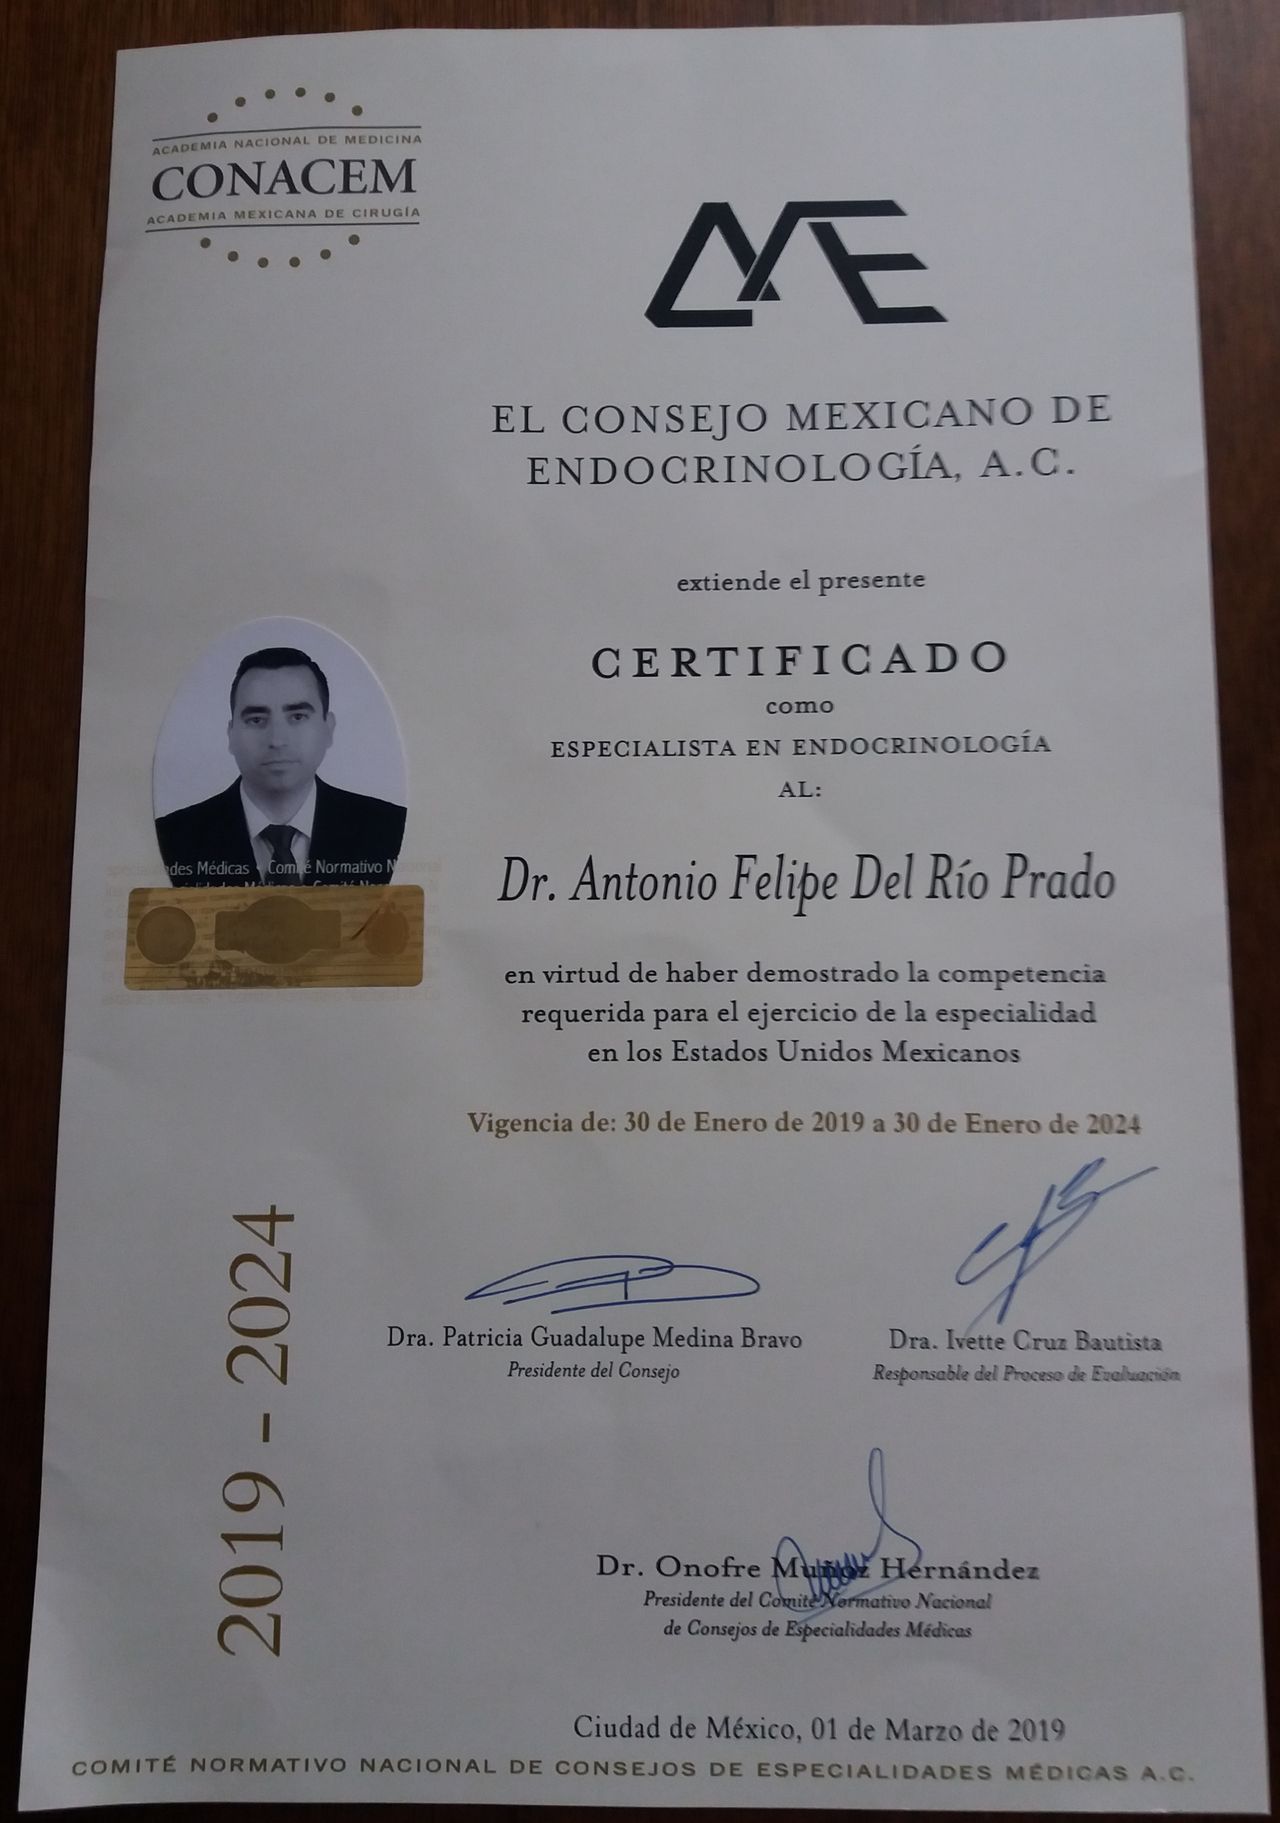 ACADEMIA NACIONAL DE MEDICINA
CONACEM
ACADEMIA MEXICANA DE CIRUGÍA
EL CONSEJO MEXICANO DE
ENDOCRINOLOGÍA, A.C.
extiende el presente
CERTIFICADO
como
ESPECIALISTA EN ENDOCRINOLOGÍA
AL:
des Médicas • Comité Normativo N
Dr. Antonio Felipe Del Río Prado
en virtud de haber demostrado la competencia
requerida para el ejercicio de la especialidad
en los Estados Unidos Mexicanos
Vigencia de: 30 de Enero de 2019 a 30 de Enero de 2024
2019 - 2024
Dra. Patricia Guadalupe Medina Bravo
Presidente del Consejo
Dra. Ivette Cruz Bautista
Responsable del Proceso de Evaluación
Dr. Onofre Muñoz Hernández
Presidente del Comité Normativo Nacional
de Consejos de Especialidades Médicas
Ciudad de México, 01 de Marzo de 2019
COMITÉ NORMATIVO NACIONAL DE CONSEJOS DE ESPECIALIDADES MÉDICAS A.C.